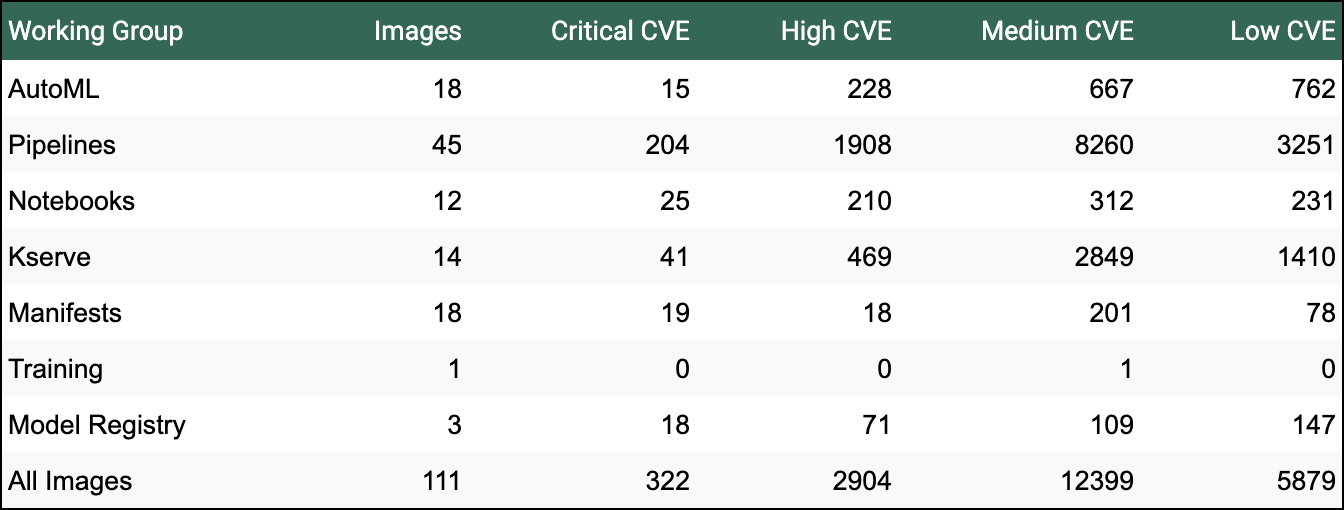 Working Group Images Critical CVE High CVE Medium CVE Low CVE
AutoML 18 15 228 667 762
Pipelines 45 204 1908 8260 3251
Notebooks 12 25 210 312 231
Kserve 14 41 469 2849 1410
Manifests 18 19 18 201 78
Training 1 0 0 1 0
Model Registry 3 18 71 109 147
All Images 111 322 2904 12399 5879